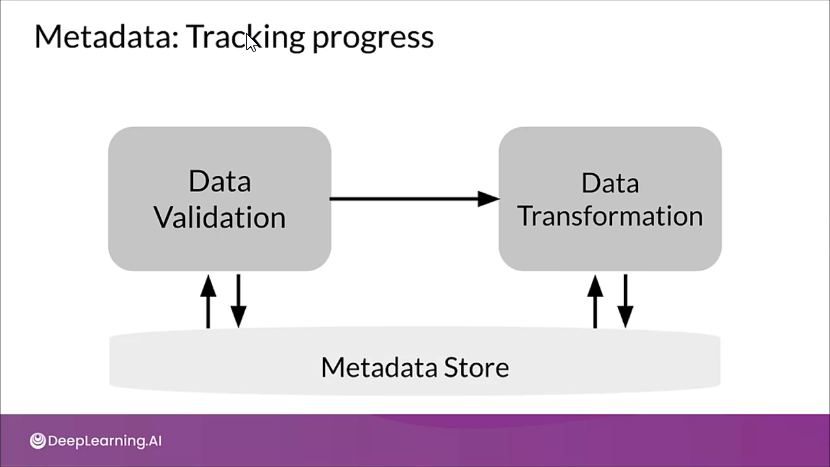 Metadata: Tracking progress
Data
Validation
Data
Transformation
Metadata Store
DeepLearning.AI